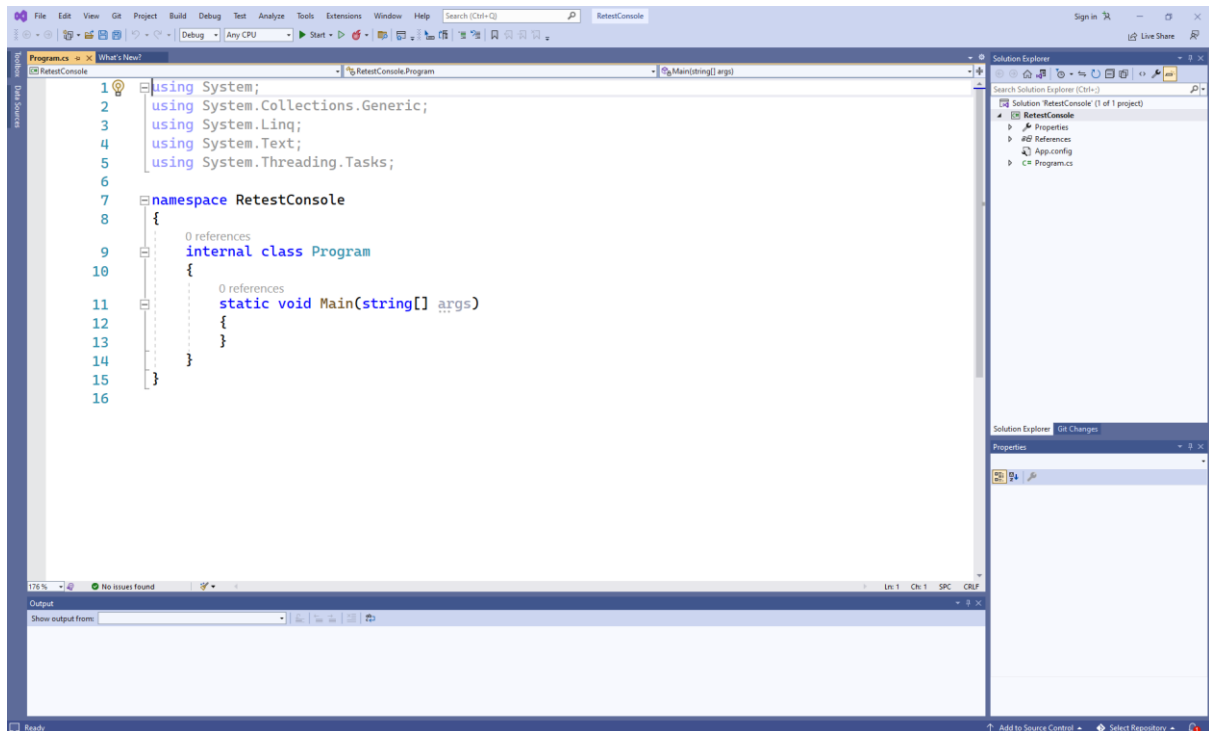 File Edit View Git Project Build Debug Test Analyze Tools Extensions Window Help Search (Ctrl+Q) RetestConsole Sign in
Debug Any CPU Start Live Share
Toolbox
Data Sources
Program.cs What's New?
RetestConsole RetestConsole.Program Main(string[] args)
1 using System;
2 using System.Collections.Generic;
3 using System.Linq;
4 using System.Text;
5 using System.Threading.Tasks;
6
7 namespace RetestConsole
8 {
0 references
9 internal class Program
10 {
0 references
11 static void Main(string[] args)
12 {
13 }
14 }
15 }
16
176 % No issues found Ln: 1 Ch: 1 SPC CRLF
Output
Show output from:
Solution Explorer
Search Solution Explorer (Ctrl+;)
Solution 'RetestConsole' (1 of 1 project)
RetestConsole
Properties
References
App.config
C# Program.cs
Solution Explorer Git Changes
Properties
Ready Add to Source Control Select Repository